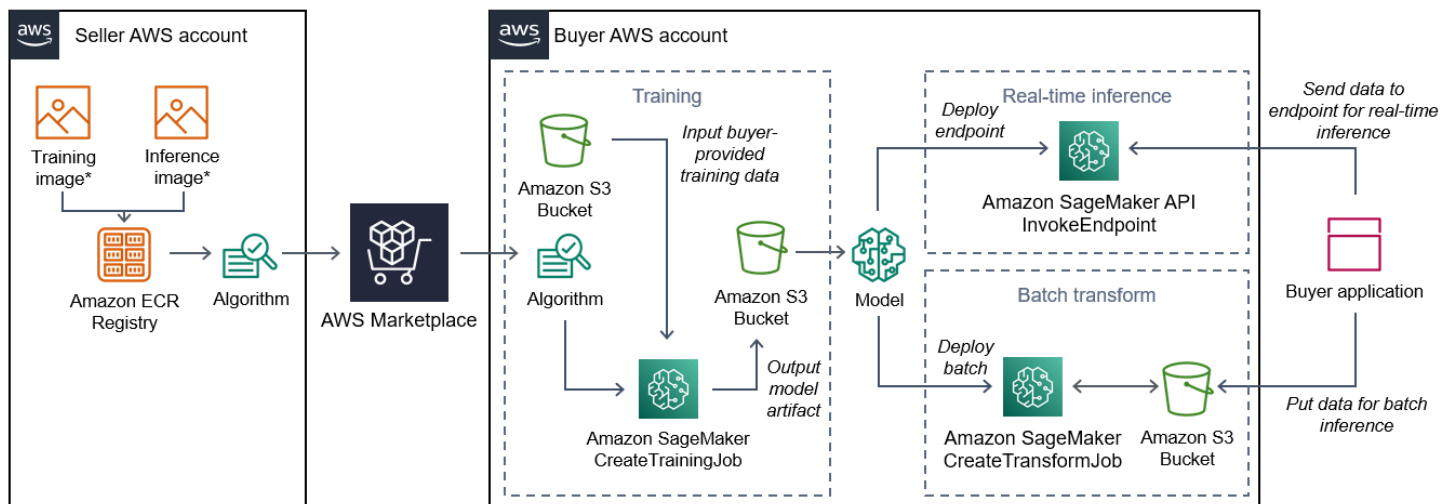 aws
Seller AWS account
Training
image*
Inference
image*
Amazon ECR
Registry
Algorithm
AWS Marketplace
aws
Buyer AWS account
Training
Amazon S3
Bucket
Input buyer-
provided
training data
Algorithm
Amazon S3
Bucket
Amazon SageMaker
CreateTrainingJob
Output
model
artifact
Model
Deploy
endpoint
Real-time inference
Amazon SageMaker API
InvokeEndpoint
Batch transform
Deploy
batch
Amazon SageMaker
CreateTransformJob
Amazon S3
Bucket
Send data to
endpoint for real-time
inference
Buyer application
Put data for batch
inference